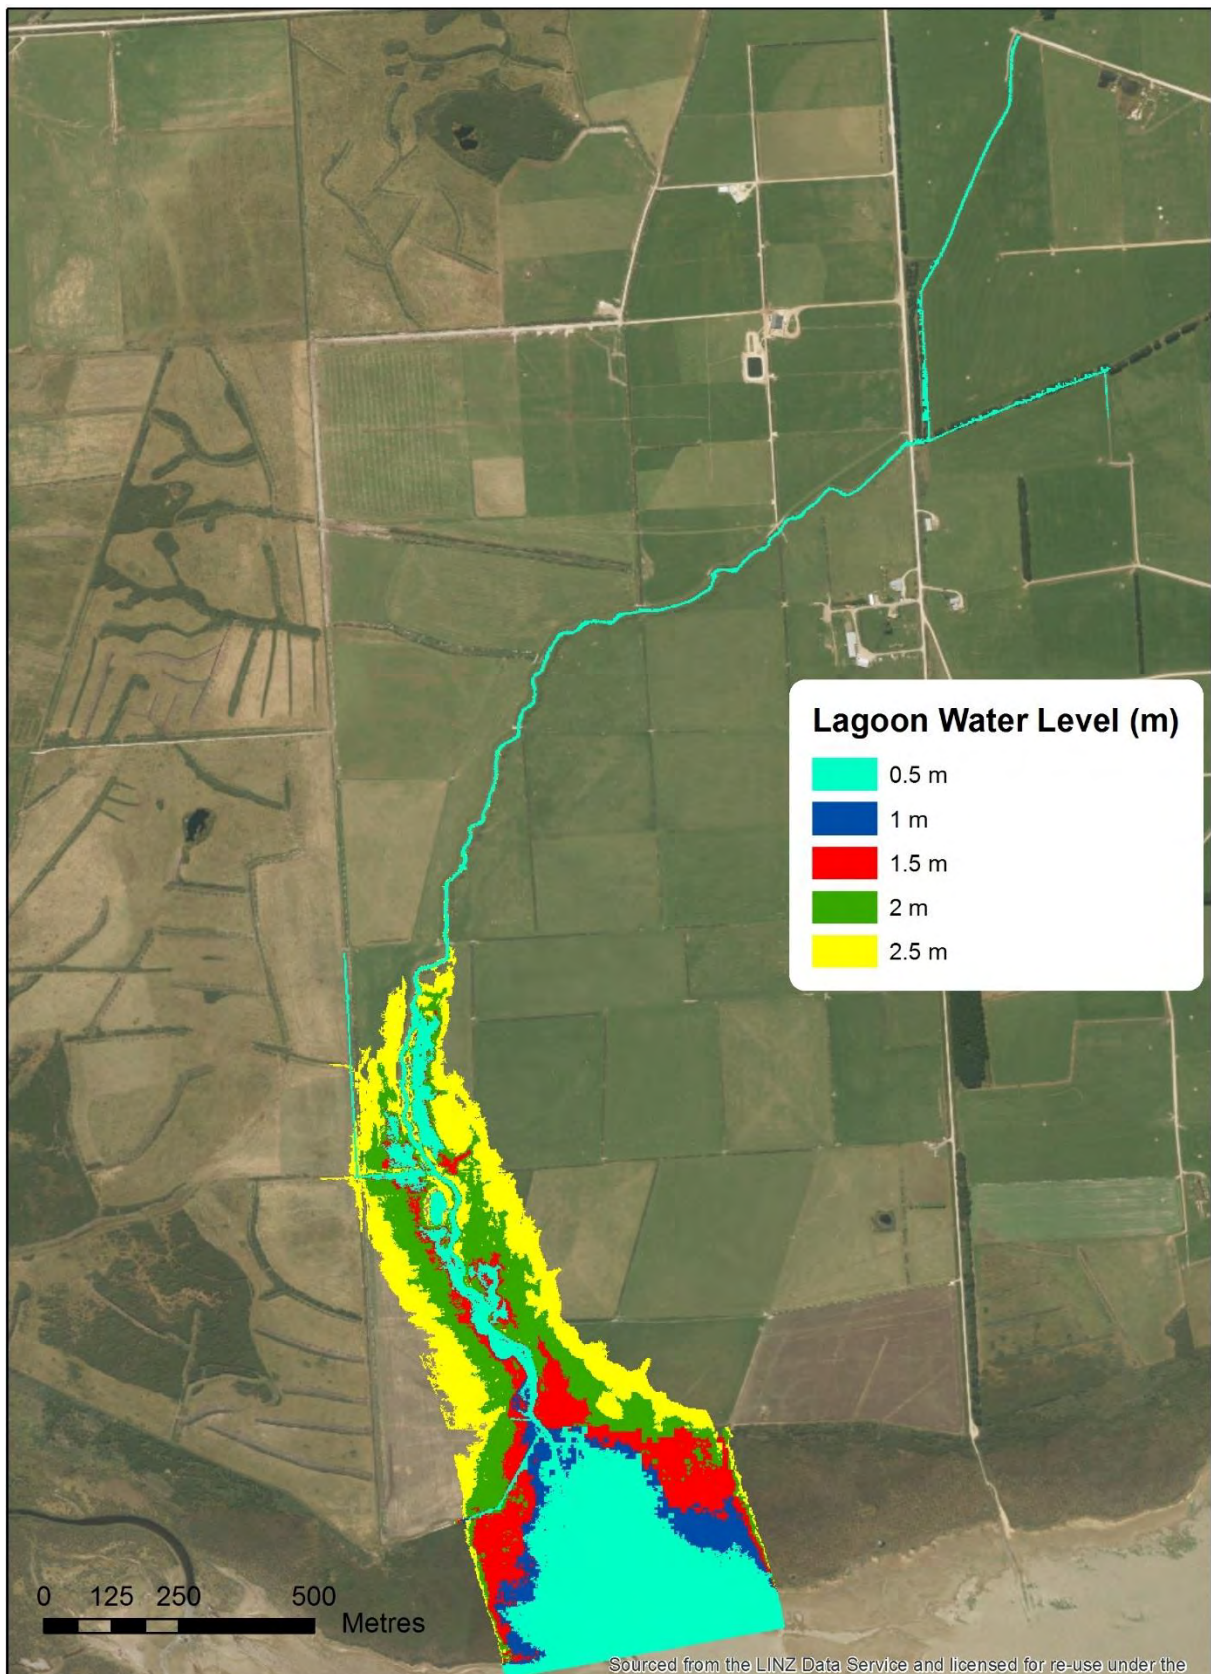 Lagoon Water Level (m)
0.5 m
1 m
1.5 m
2 m
2.5 m
0 125 250 500
Metres
Sourced from the LINZ Data Service and licensed for re-use under the